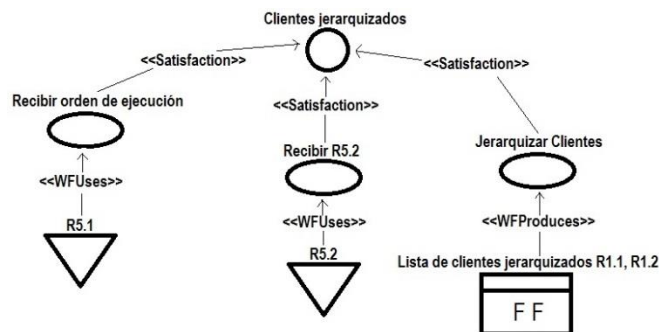 Clientes jerarquizados
<<Satisfaction>>
<<Satisfaction>>
<<Satisfaction>>
Recibir orden de ejecución
Recibir R5.2
Jerarquizar Clientes
<<WFUses>>
<<WFUses>>
<<WFProduces>>
R5.1
R5.2
Lista de clientes jerarquizados R1.1, R1.2
F F